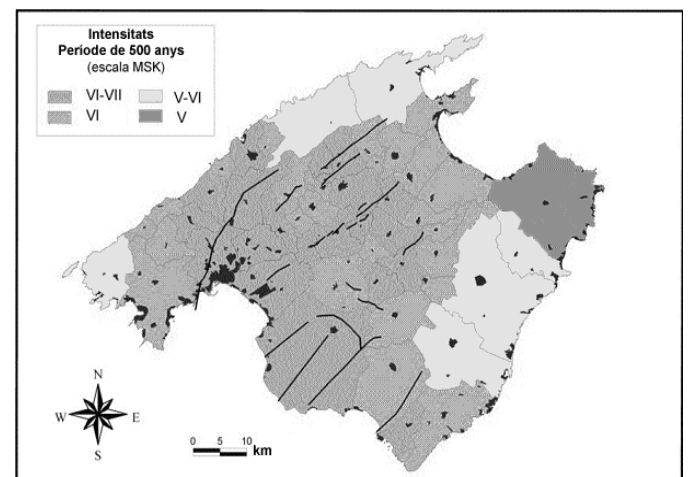 Intensitats
Període de 500 anys
(escala MSK)
VI-VII V-VI
VI V
N
W E
S
0 5 10 km